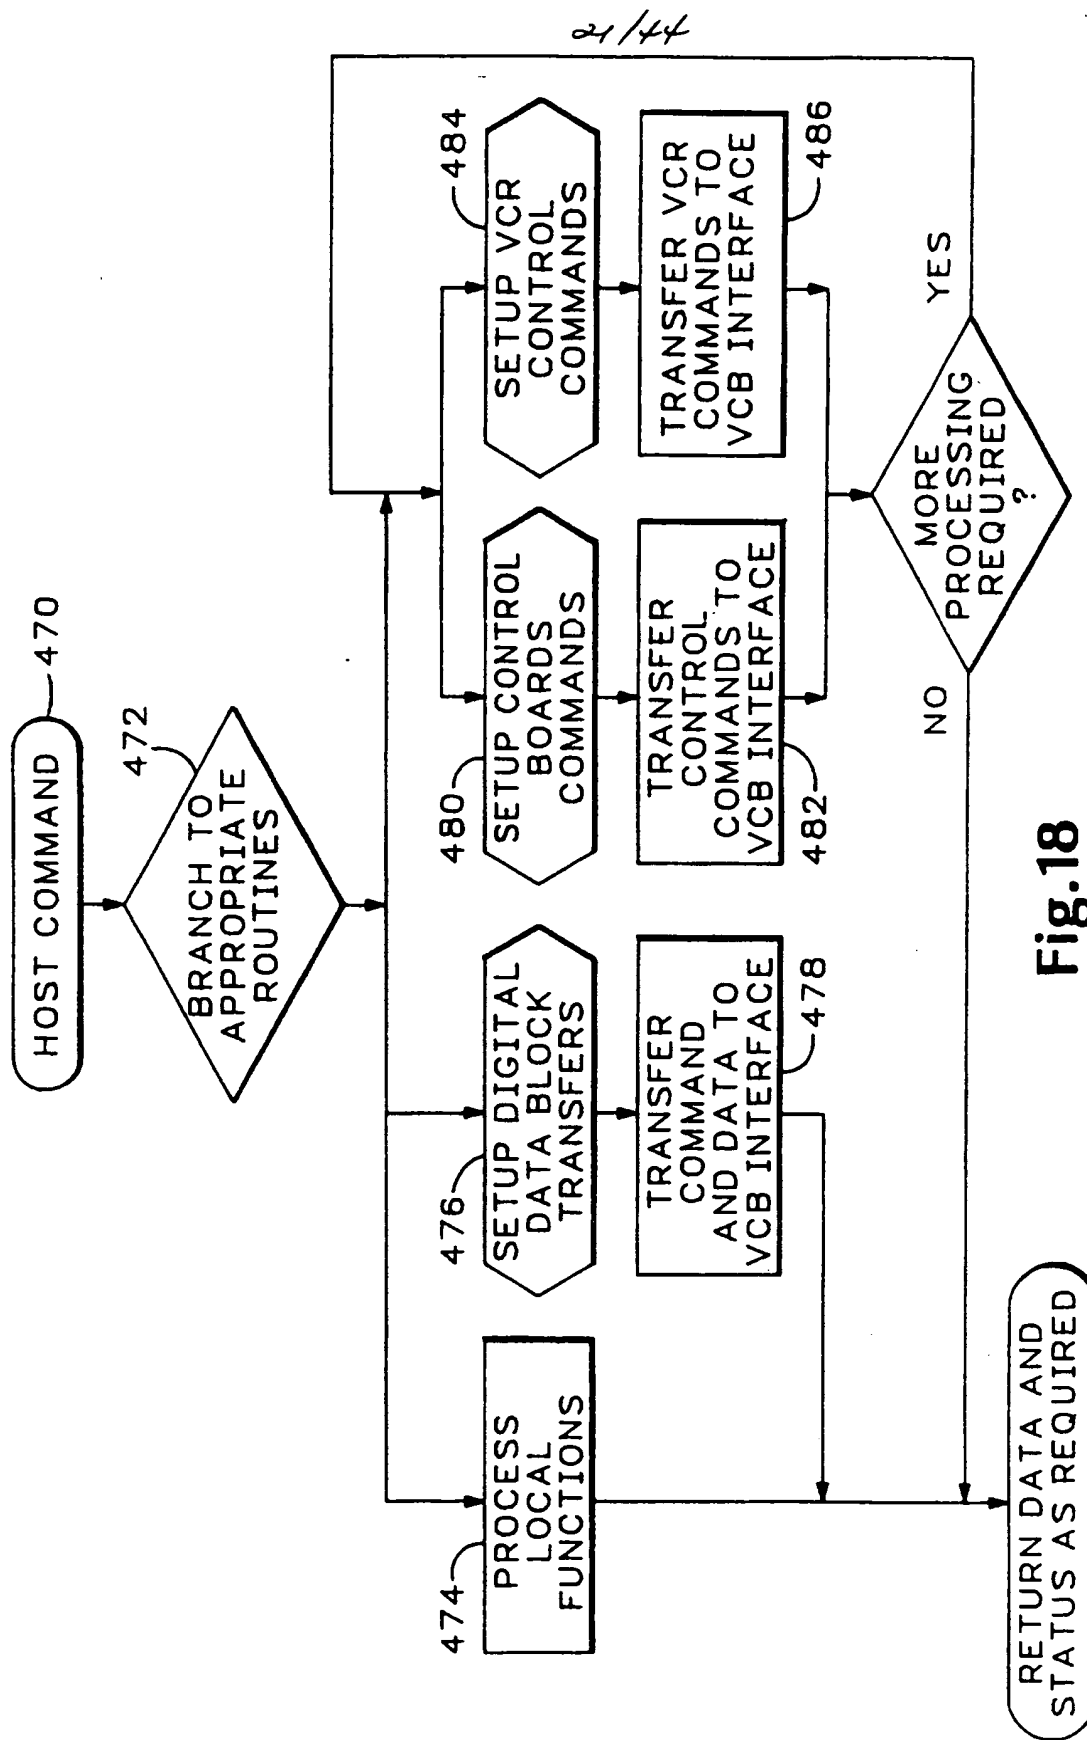 21/44
HOST COMMAND
470
472
BRANCH TO
APPROPRIATE
ROUTINES
474
PROCESS
LOCAL
FUNCTIONS
476
SETUP DIGITAL
DATA BLOCK
TRANSFERS
TRANSFER
COMMAND
AND DATA TO
VCB INTERFACE
478
480
SETUP CONTROL
BOARDS
COMMANDS
TRANSFER
CONTROL
COMMANDS TO
VCB INTERFACE
482
484
SETUP VCR
CONTROL
COMMANDS
TRANSFER VCR
COMMANDS TO
VCB INTERFACE
486
MORE
PROCESSING
REQUIRED
?
YES
NO
RETURN DATA AND
STATUS AS REQUIRED
Fig.18